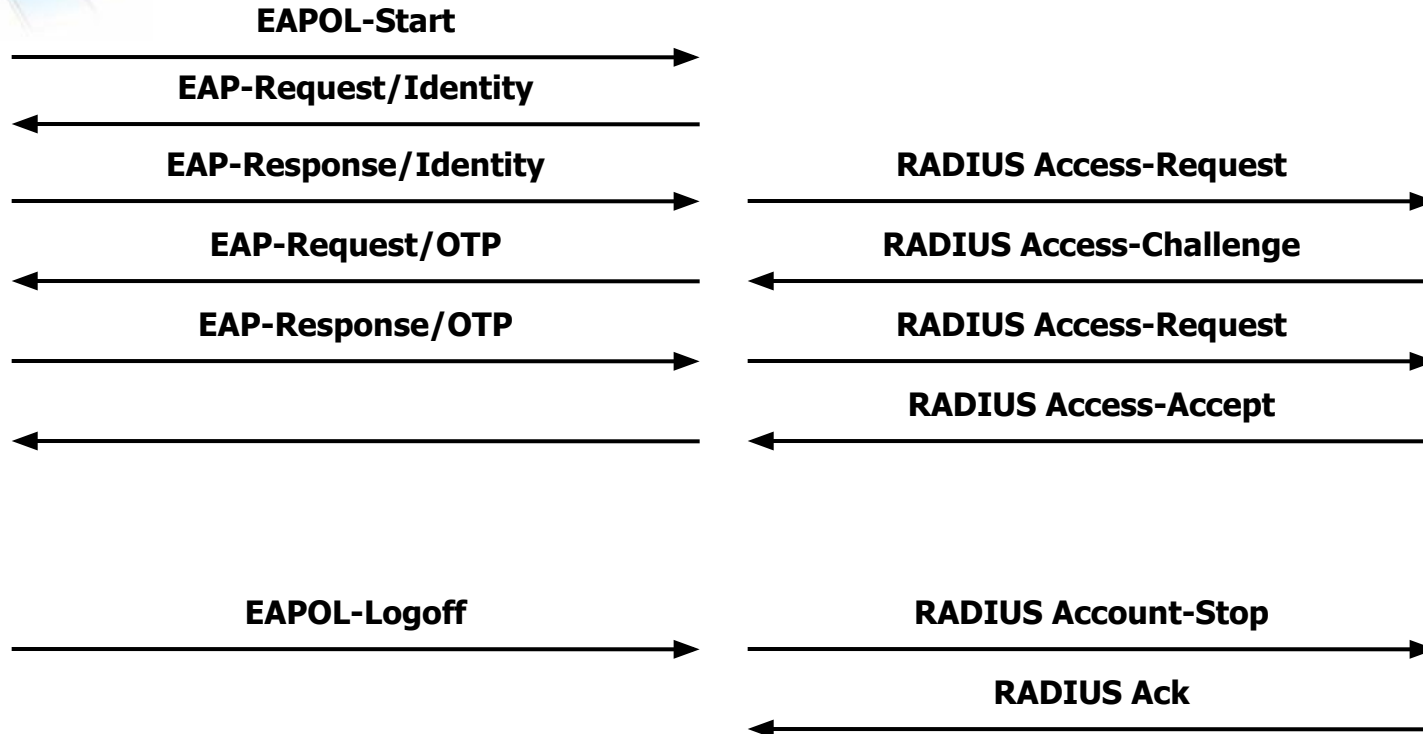 EAPOL-Start
EAP-Request/Identity
EAP-Response/Identity
RADIUS Access-Request
EAP-Request/OTP
RADIUS Access-Challenge
EAP-Response/OTP
RADIUS Access-Request
RADIUS Access-Accept
EAPOL-Logoff
RADIUS Account-Stop
RADIUS Ack